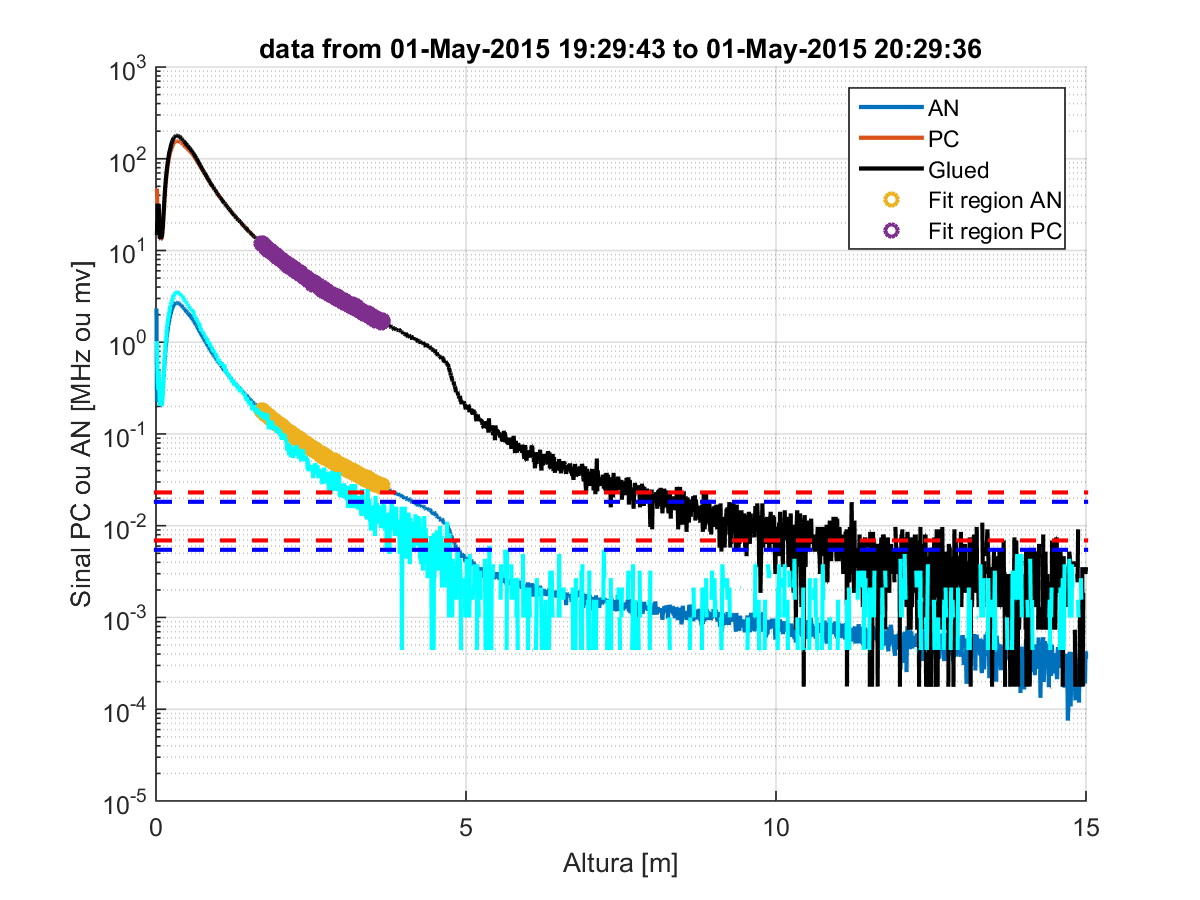 data from 01-May-2015 19:29:43 to 01-May-2015 20:29:36
AN
PC
Glued
Fit region AN
Fit region PC
Sinal PC ou AN [MHz ou mv]
10^3
10^2
10^1
10^0
10^-1
10^-2
10^-3
10^-4
10^-5
0 5 10 15
Altura [m]